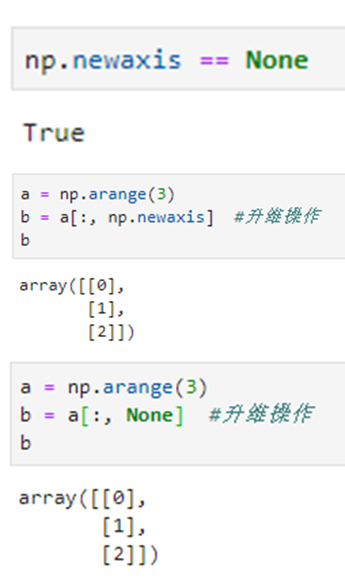 np.newaxis == None
True
a = np.arange(3)
b = a[:, np.newaxis]  #升维操作
b
array([[0],
       [1],
       [2]])
a = np.arange(3)
b = a[:, None]  #升维操作
b
array([[0],
       [1],
       [2]])